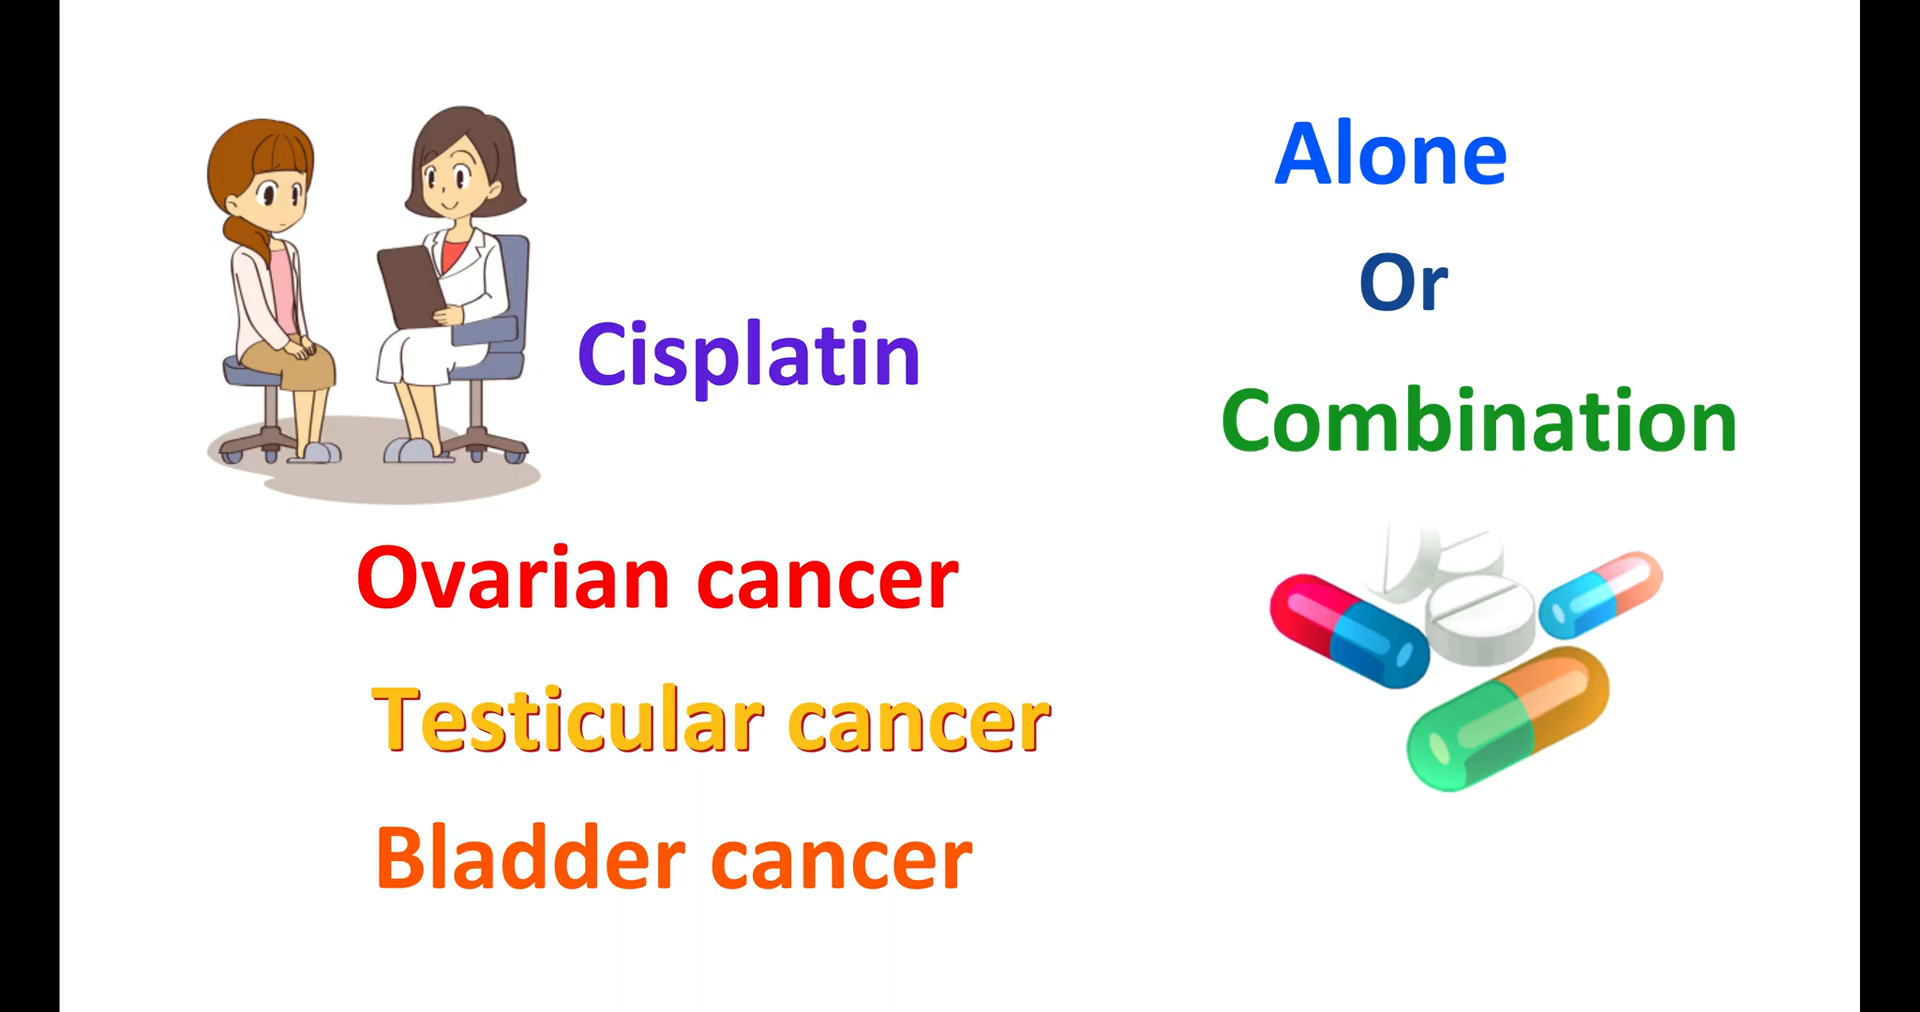 Cisplatin
Ovarian cancer
Testicular cancer
Bladder cancer
Alone
Or
Combination